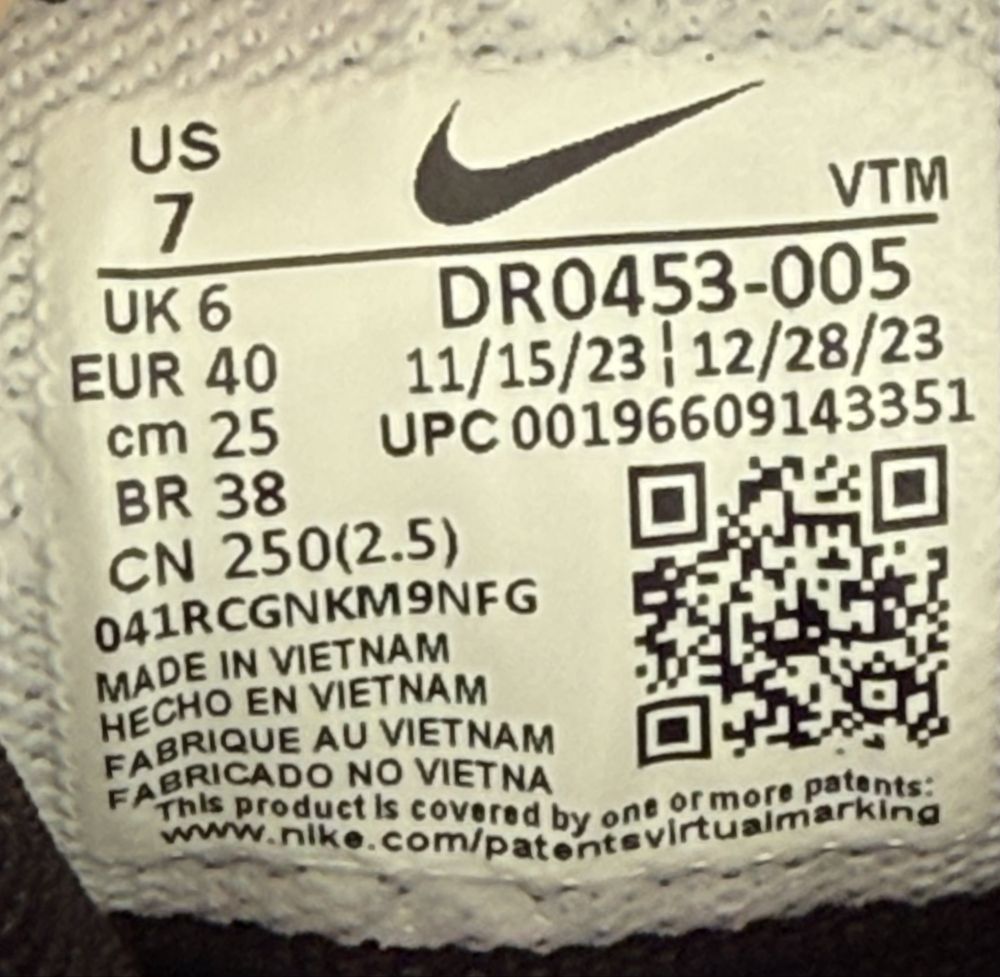 US
7
VTM
UK 6
DR0453-005
EUR 40
11/15/23 ¦ 12/28/23
cm 25
UPC 00196609143351
BR 38
CN 250(2.5)
041RCGNKM9NFG
MADE IN VIETNAM
HECHO EN VIETNAM
FABRIQUE AU VIETNAM
FABRICADO NO VIETNA
This product is covered by one or more patents:
www.nike.com/patentsvirtualmarking